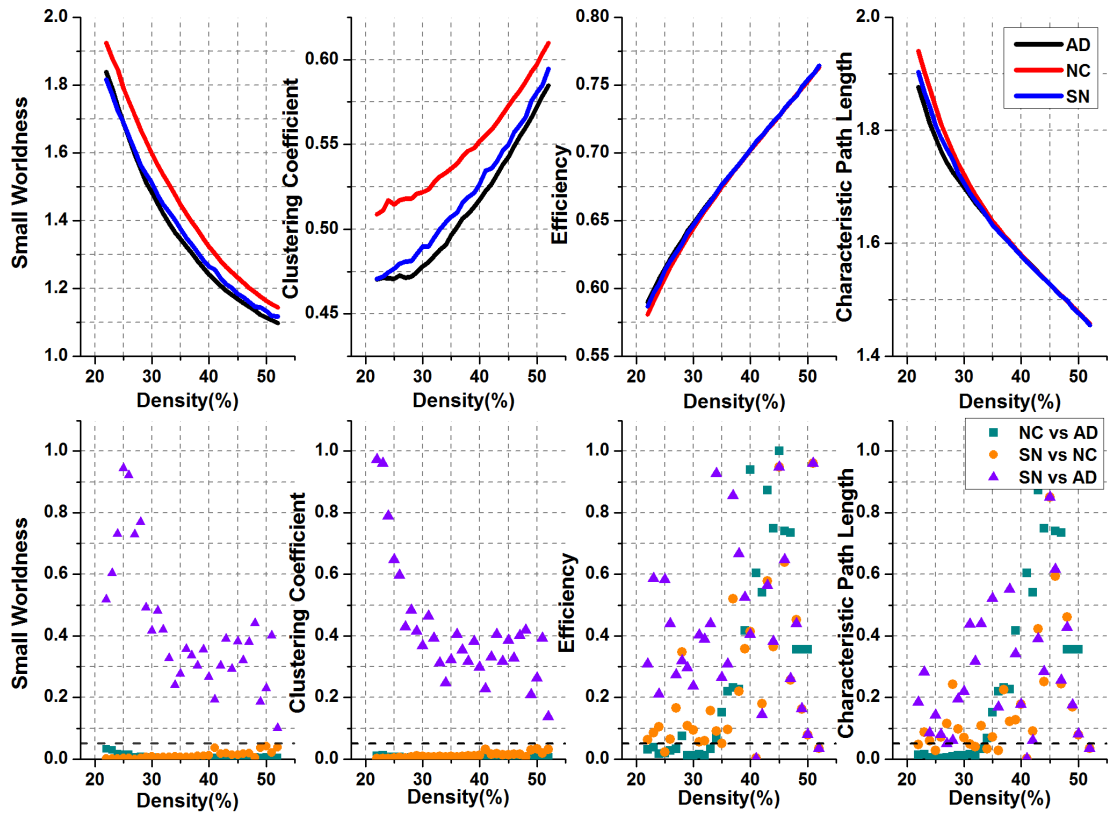 2.0
1.8
1.6
1.4
1.2
1.0
Small Worldness
20 30 40 50
Density(%)
0.60
0.55
0.50
0.45
Clustering Coefficient
20 30 40 50
Density(%)
0.80
0.75
0.70
0.65
0.60
0.55
Efficiency
20 30 40 50
Density(%)
2.0
1.8
1.6
1.4
Characteristic Path Length
20 30 40 50
Density(%)
AD
NC
SN
1.0
0.8
0.6
0.4
0.2
0.0
Small Worldness
20 30 40 50
Density(%)
1.0
0.8
0.6
0.4
0.2
0.0
Clustering Coefficient
20 30 40 50
Density(%)
1.0
0.8
0.6
0.4
0.2
0.0
Efficiency
20 30 40 50
Density(%)
1.0
0.8
0.6
0.4
0.2
0.0
Characteristic Path Length
20 30 40 50
Density(%)
NC vs AD
SN vs NC
SN vs AD